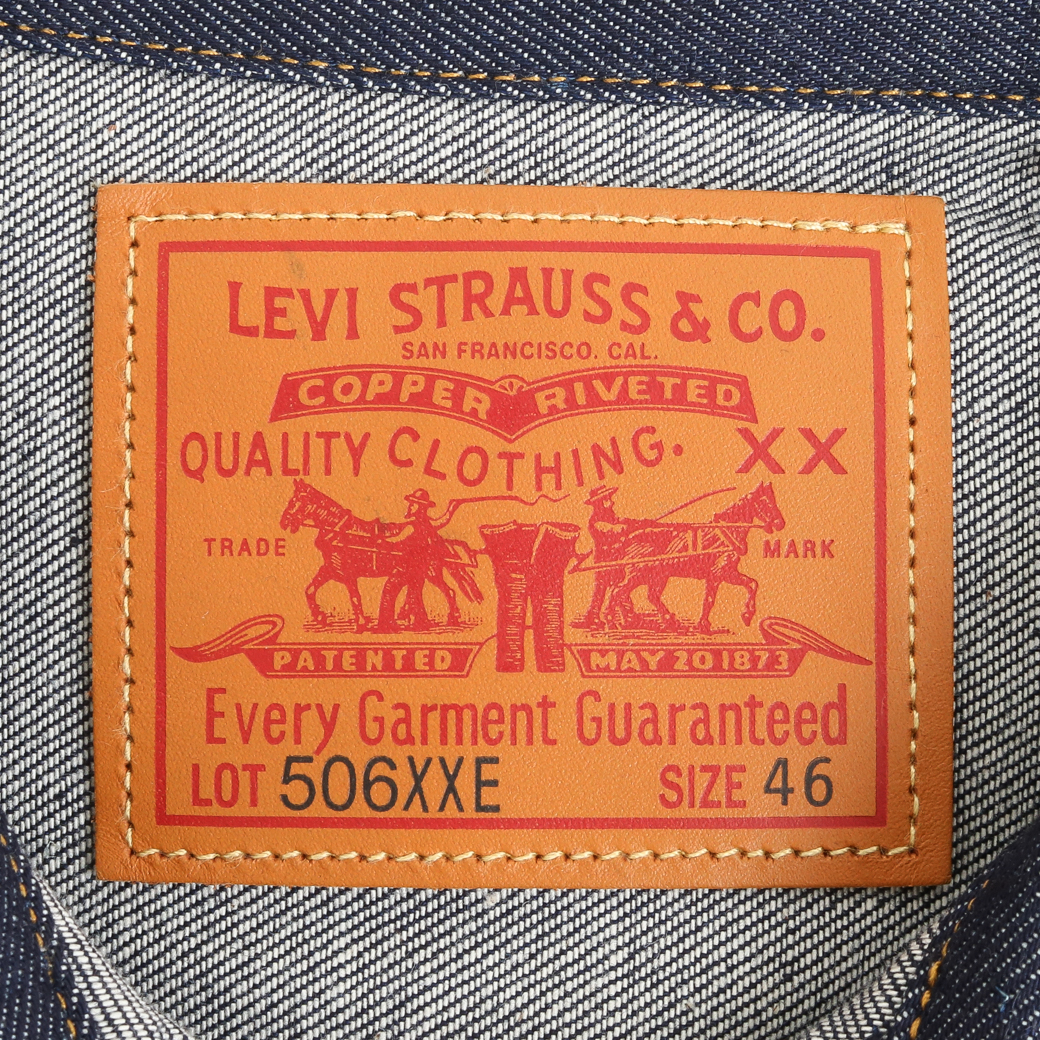 LEVI STRAUSS & CO.
SAN FRANCISCO. CAL.
COPPER RIVETED
QUALITY CLOTHING. XX
TRADE MARK
PATENTED MAY 20 1873
Every Garment Guaranteed
LOT 506XXE SIZE 46